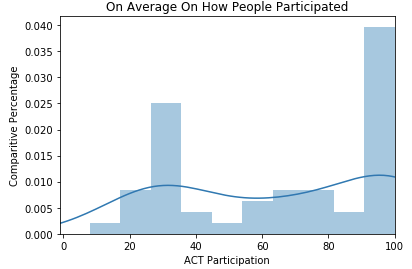 On Average On How People Participated
0.040
0.035
0.030
0.025
0.020
0.015
0.010
0.005
0.000
Comparitive Percentage
0 20 40 60 80 100
ACT Participation